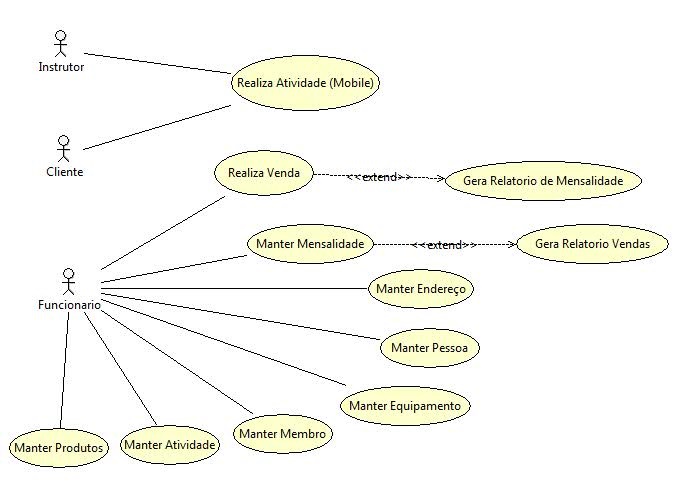 Instrutor
Realiza Atividade (Mobile)
Cliente
Realiza Venda
<<extend>>
Gera Relatorio de Mensalidade
Manter Mensalidade
<<extend>>
Gera Relatorio Vendas
Funcionario
Manter Endereço
Manter Pessoa
Manter Equipamento
Manter Membro
Manter Atividade
Manter Produtos